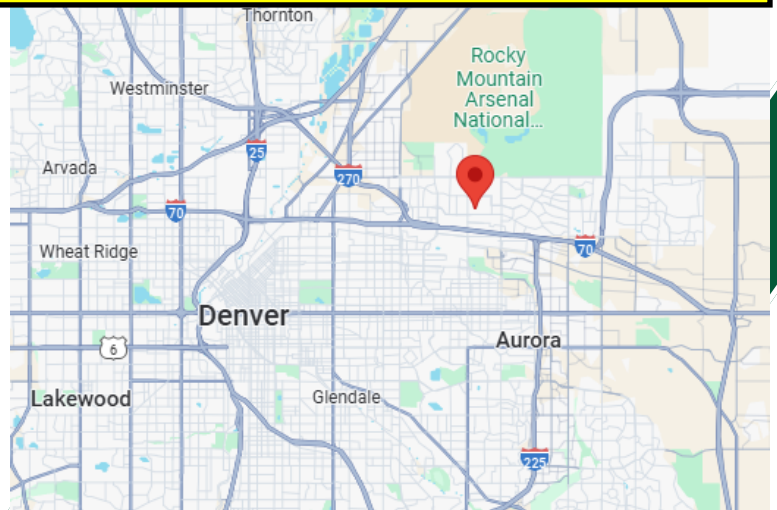 Thornton
Rocky
Mountain
Arsenal
National...
Westminster
25
Arvada
270
70
Wheat Ridge
70
Denver
Aurora
6
Lakewood
Glendale
225